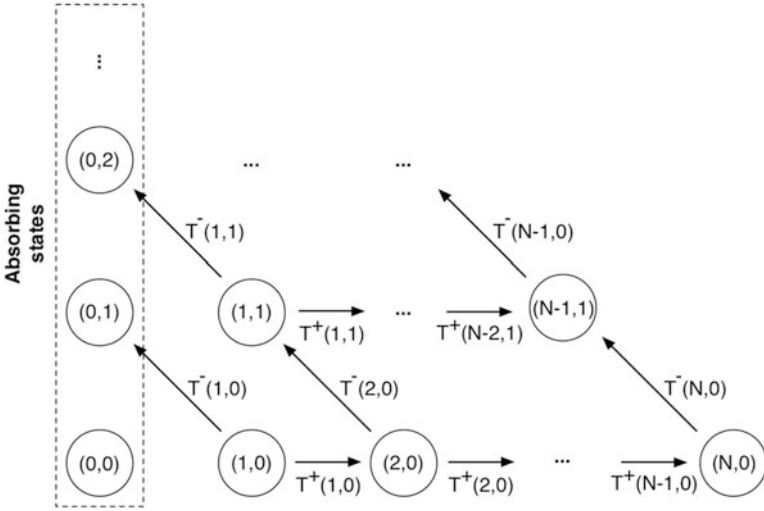 Absorbing
states
...
(0,2)
...
...
T-(1,1)
T-(N-1,0)
(0,1)
(1,1)
T+(1,1)
...
T+(N-2,1)
(N-1,1)
T-(1,0)
T-(2,0)
T-(N,0)
(0,0)
(1,0)
T+(1,0)
(2,0)
T+(2,0)
...
T+(N-1,0)
(N,0)